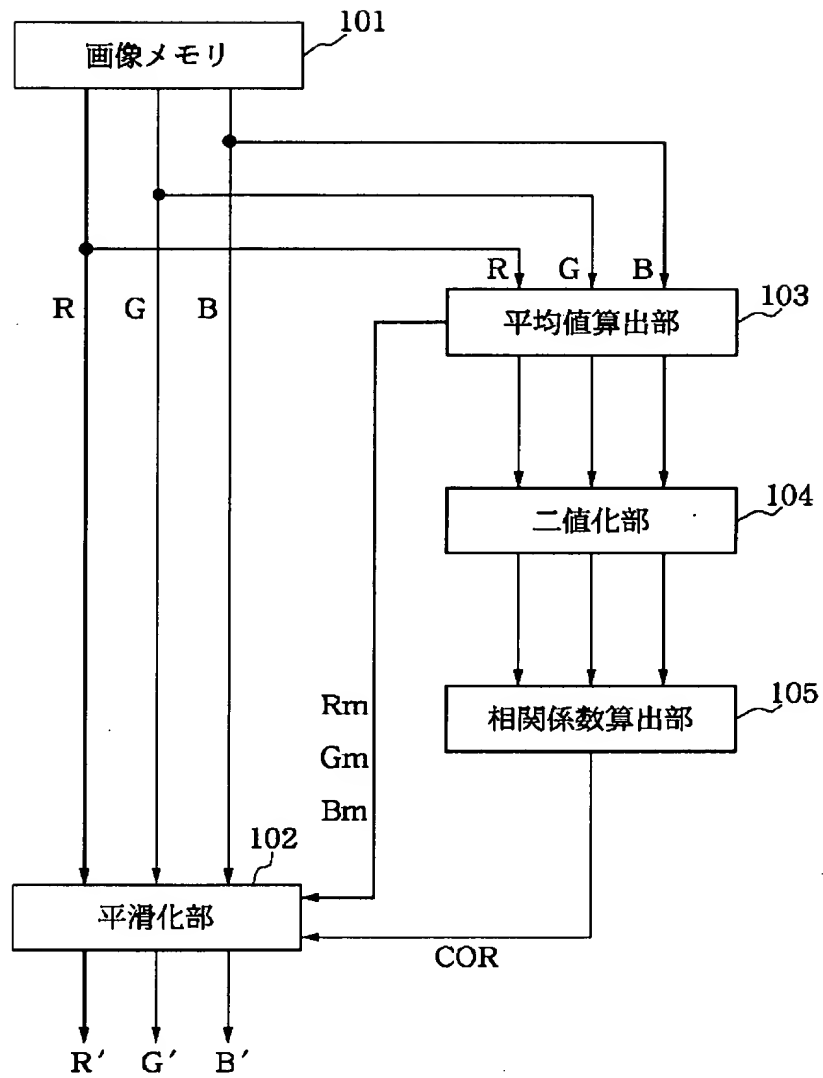 101
画像メモリ
R G B
103
平均値算出部
R G B
104
二値化部
105
相関係数算出部
Rm
Gm
Bm
102
平滑化部
COR
R′ G′ B′